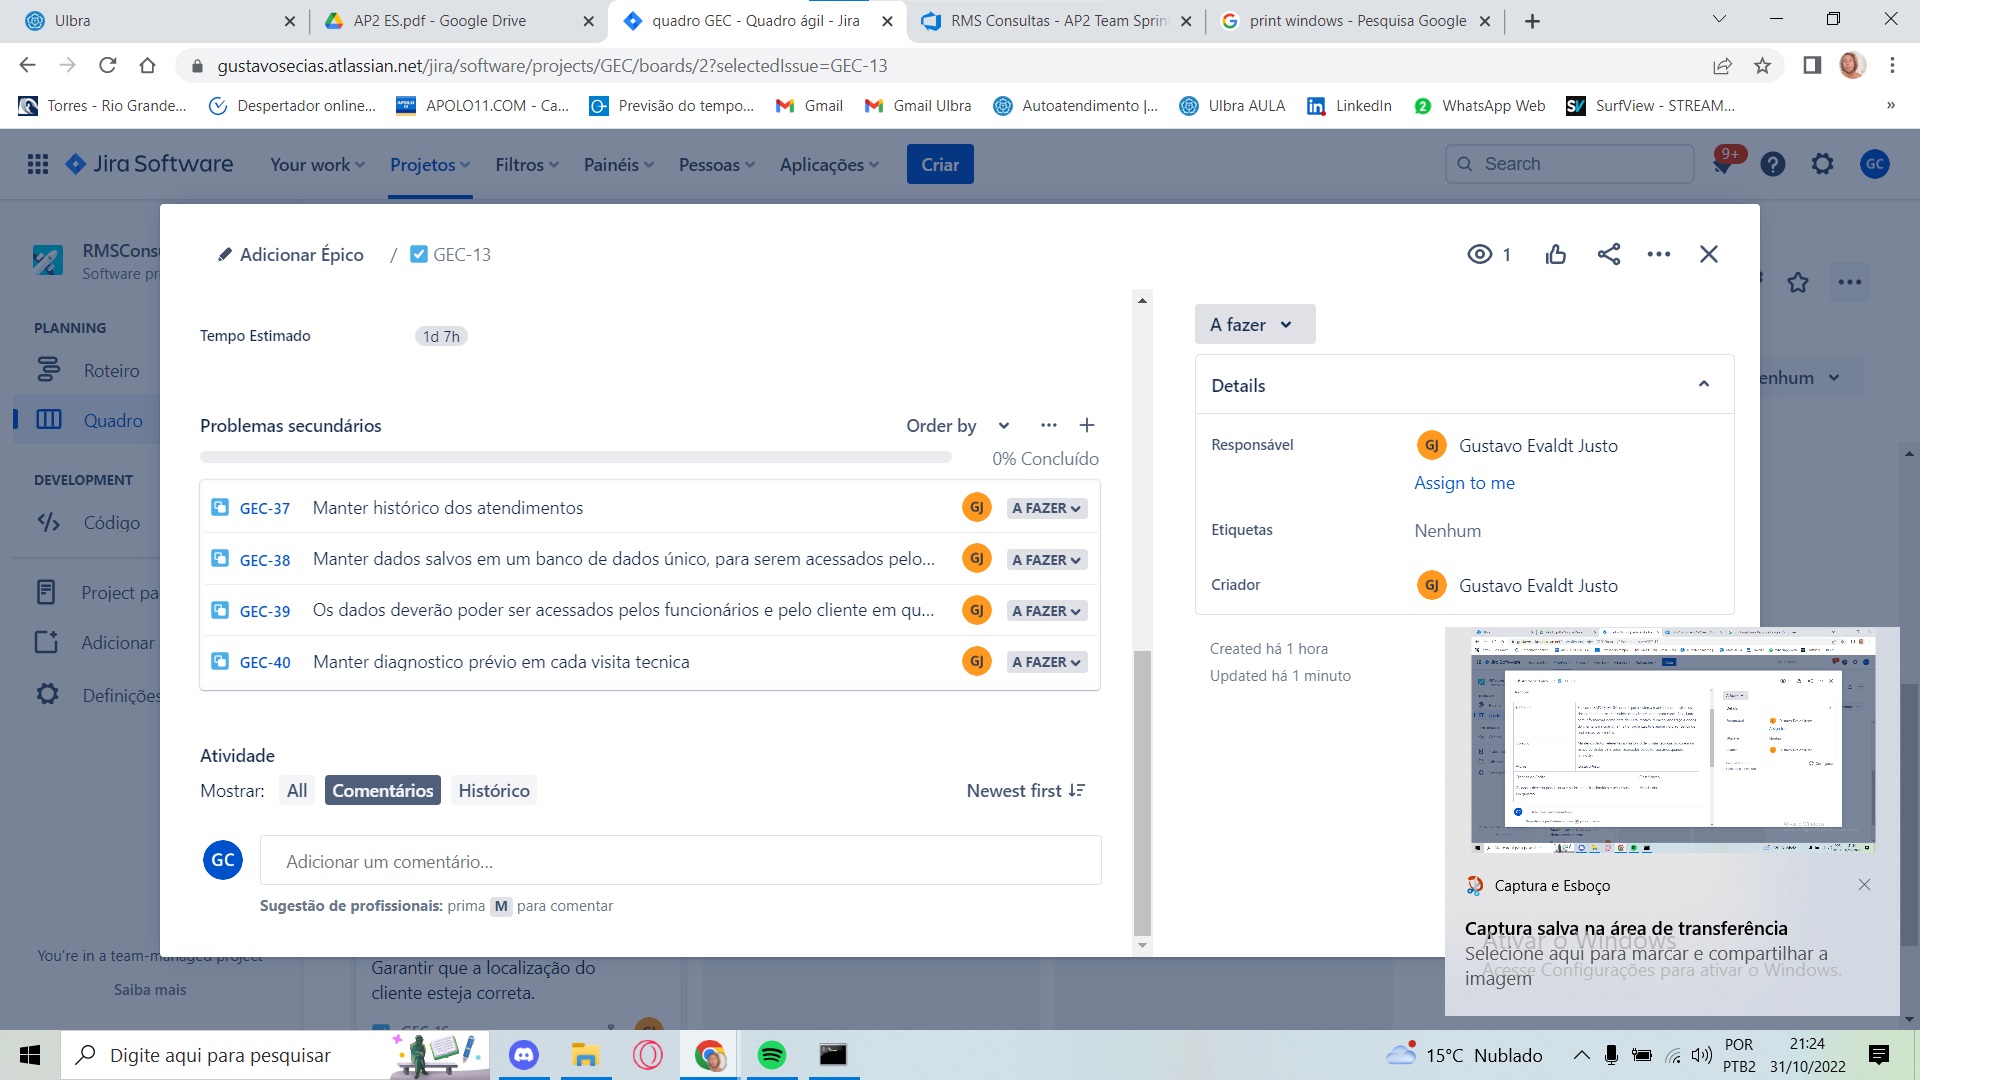 Ulbra
AP2 ES.pdf - Google Drive
quadro GEC - Quadro ágil - Jira
RMS Consultas - AP2 Team Sprin
print windows - Pesquisa Google
gustavosecias.atlassian.net/jira/software/projects/GEC/boards/2?selectedIssue=GEC-13
Torres - Rio Grande...
Despertador online...
APOLO11.COM - Ca...
Previsão do tempo...
Gmail
Gmail Ulbra
Autoatendimento |...
Ulbra AULA
LinkedIn
WhatsApp Web
SurfView - STREAM...
»
Jira Software
Your work
Projetos
Filtros
Painéis
Pessoas
Aplicações
Criar
Search
9+
GC
RMSConsu
Software pr
PLANNING
Roteiro
Quadro
DEVELOPMENT
Código
Project pa
Adicionar
Definições
You're in a team-managed project
Saiba mais
Adicionar Épico / GEC-13
1
Tempo Estimado 1d 7h
Problemas secundários
Order by
0% Concluído
GEC-37 Manter histórico dos atendimentos GJ A FAZER
GEC-38 Manter dados salvos em um banco de dados único, para serem acessados pelo... GJ A FAZER
GEC-39 Os dados deverão poder ser acessados pelos funcionários e pelo cliente em qu... GJ A FAZER
GEC-40 Manter diagnostico prévio em cada visita tecnica GJ A FAZER
Atividade
Mostrar: All Comentários Histórico Newest first
GC Adicionar um comentário...
Sugestão de profissionais: prima M para comentar
A fazer
Details
Responsável GJ Gustavo Evaldt Justo
Assign to me
Etiquetas Nenhum
Criador GJ Gustavo Evaldt Justo
Created há 1 hora
Updated há 1 minuto
enhum
Garantir que a localização do
cliente esteja correta.
Captura e Esboço
Captura salva na área de transferência
Selecione aqui para marcar e compartilhar a
imagem
Ativar o Windows
Acesse Configurações para ativar o Windows.
Digite aqui para pesquisar
15°C Nublado
POR
PTB2
21:24
31/10/2022